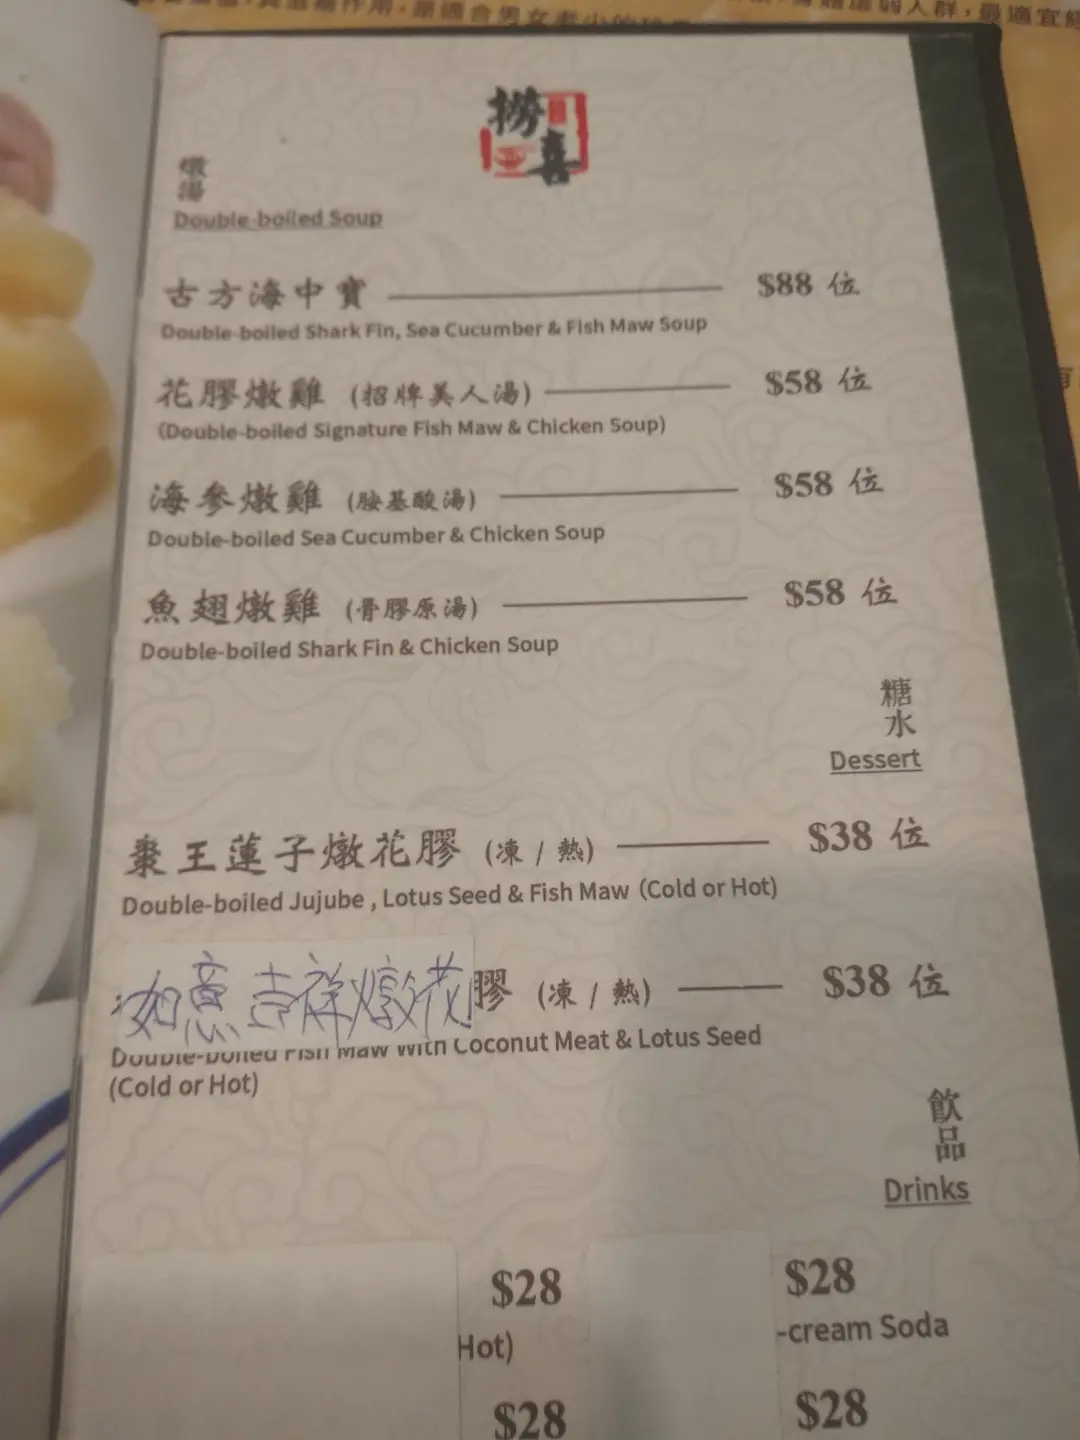 撈喜
燉湯
Double-boiled Soup
古方海中寶 $88 位
Double-boiled Shark Fin, Sea Cucumber & Fish Maw Soup
花膠燉雞 (招牌美人湯) $58 位
(Double-boiled Signature Fish Maw & Chicken Soup)
海參燉雞 (胺基酸湯) $58 位
Double-boiled Sea Cucumber & Chicken Soup
魚翅燉雞 (骨膠原湯) $58 位
Double-boiled Shark Fin & Chicken Soup
糖水
Dessert
棗王蓮子燉花膠 (凍 / 熱) $38 位
Double-boiled Jujube , Lotus Seed & Fish Maw (Cold or Hot)
如意吉祥燉花膠 (凍 / 熱) $38 位
Double-boiled Fish Maw With Coconut Meat & Lotus Seed
(Cold or Hot)
飲品
Drinks
$28 $28
Hot) -cream Soda
$28 $28